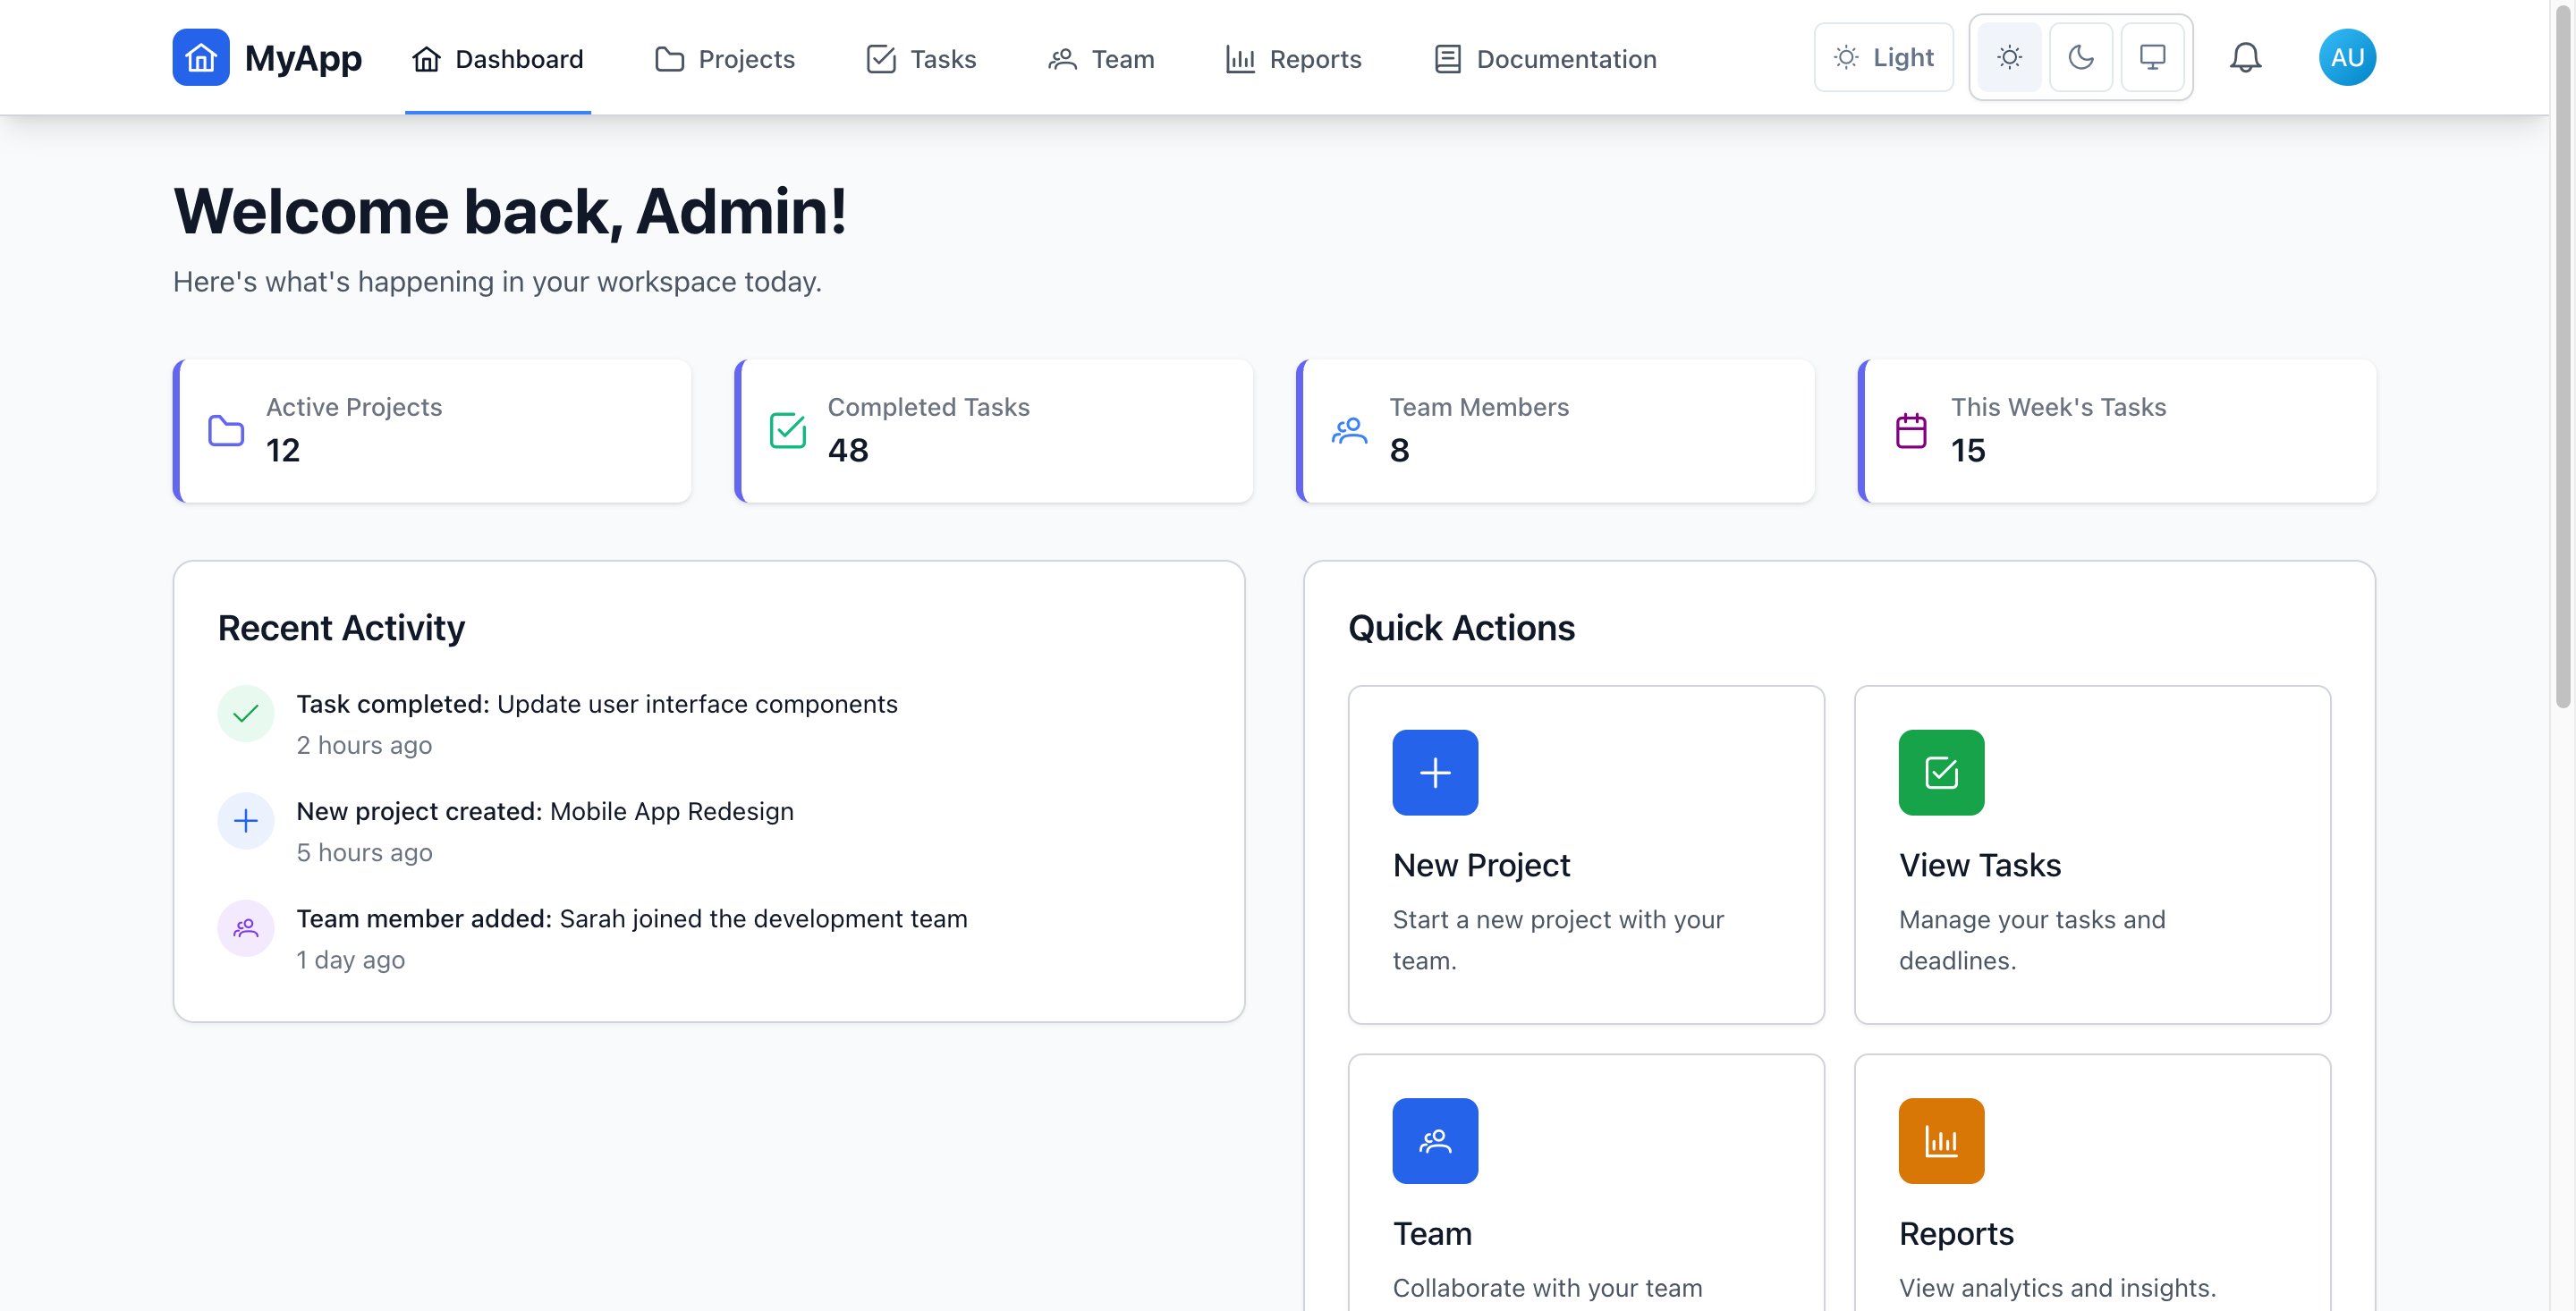 MyApp
Dashboard
Projects
Tasks
Team
Reports
Documentation
Light
AU
Welcome back, Admin!
Here's what's happening in your workspace today.
Active Projects
12
Completed Tasks
48
Team Members
8
This Week's Tasks
15
Recent Activity
Task completed: Update user interface components
2 hours ago
New project created: Mobile App Redesign
5 hours ago
Team member added: Sarah joined the development team
1 day ago
Quick Actions
New Project
Start a new project with your
team.
View Tasks
Manage your tasks and
deadlines.
Team
Collaborate with your team
Reports
View analytics and insights.